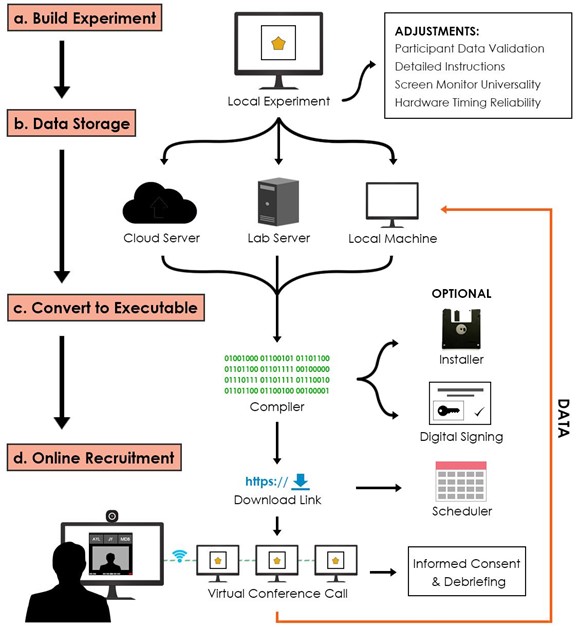 a. Build Experiment
Local Experiment
ADJUSTMENTS:
Participant Data Validation
Detailed Instructions
Screen Monitor Universality
Hardware Timing Reliability
b. Data Storage
Cloud Server
Lab Server
Local Machine
c. Convert to Executable
OPTIONAL
Installer
01001000 01100101 01101100
01101100 01101111 00100000
01110111 01101111 01110010
01101100 01100100 00100001
Compiler
Digital Signing
DATA
d. Online Recruitment
https://
Download Link
Scheduler
ATL JT MDB
Virtual Conference Call
Informed Consent
& Debriefing